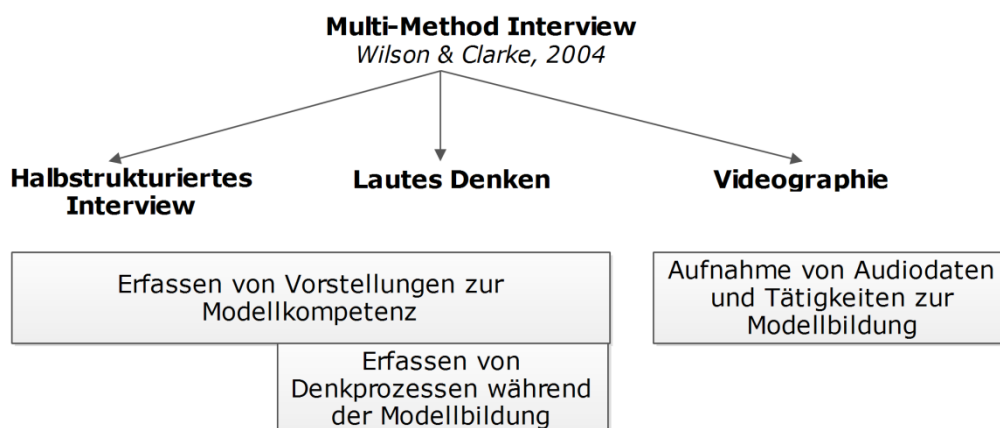 Multi-Method Interview
Wilson & Clarke, 2004
Halbstrukturiertes
Interview
Lautes Denken
Videographie
Erfassen von Vorstellungen zur
Modellkompetenz
Aufnahme von Audiodaten
und Tätigkeiten zur
Modellbildung
Erfassen von
Denkprozessen während
der Modellbildung